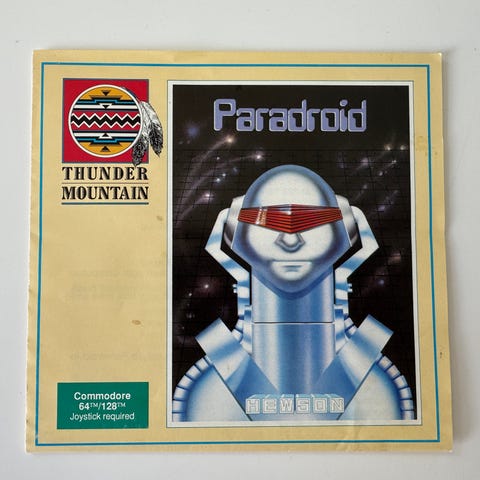 Paradroid
THUNDER
MOUNTAIN
HEWSON
Commodore
64™/128™
Joystick required